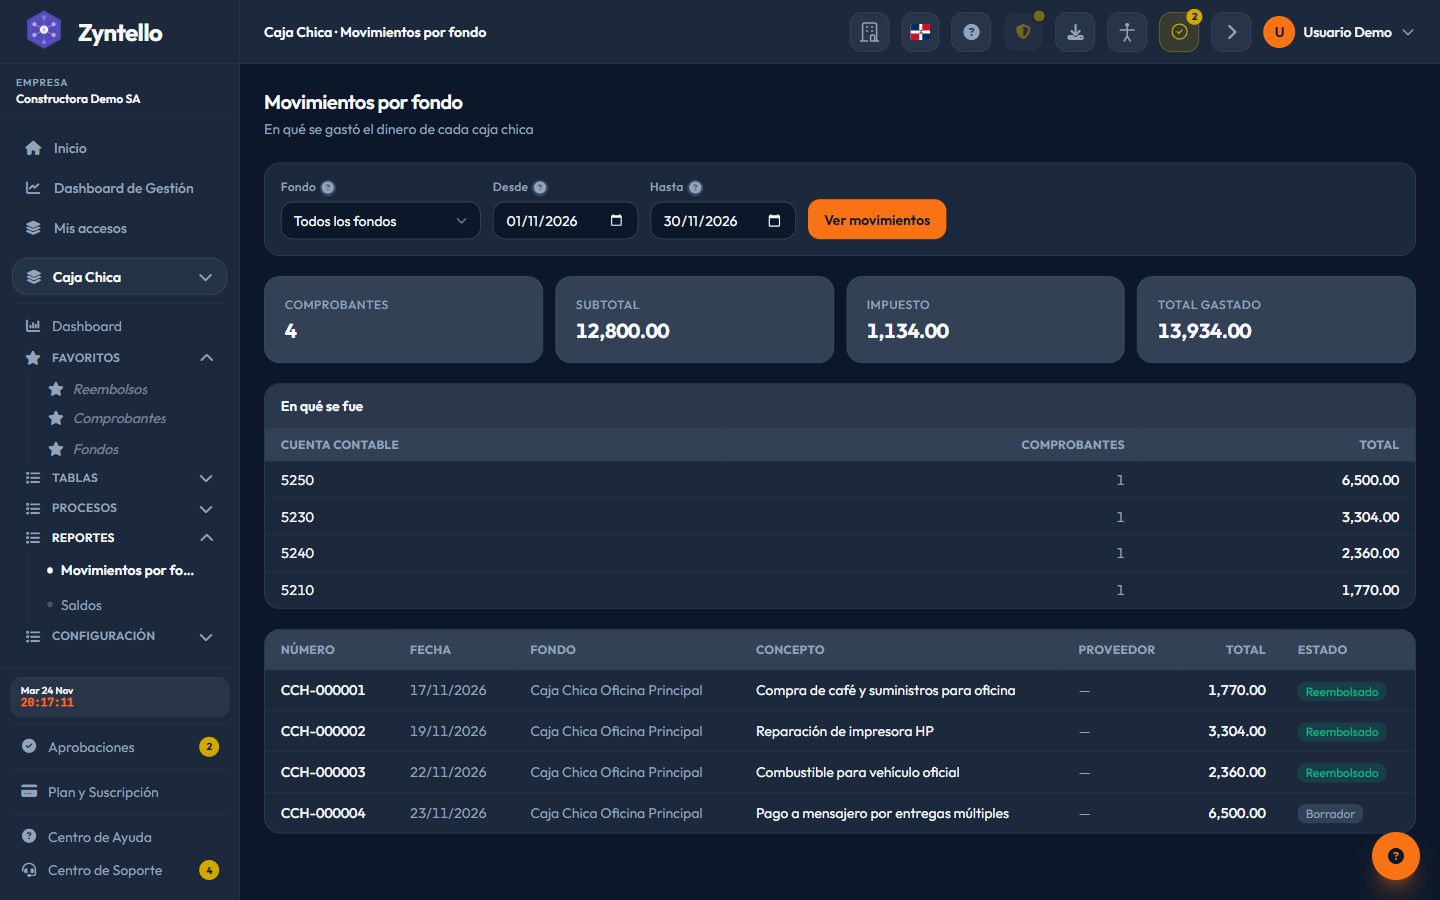 Zyntello
Caja Chica · Movimientos por fondo
2
U
Usuario Demo
EMPRESA
Constructora Demo SA
Inicio
Dashboard de Gestión
Mis accesos
Caja Chica
Dashboard
FAVORITOS
Reembolsos
Comprobantes
Fondos
TABLAS
PROCESOS
REPORTES
Movimientos por fo...
Saldos
CONFIGURACIÓN
Mar 24 Nov
20:17:11
Aprobaciones 2
Plan y Suscripción
Centro de Ayuda
Centro de Soporte 4
Movimientos por fondo
En qué se gastó el dinero de cada caja chica
Fondo ? Desde ? Hasta ?
Todos los fondos 01/11/2026 30/11/2026 Ver movimientos
COMPROBANTES SUBTOTAL IMPUESTO TOTAL GASTADO
4 12,800.00 1,134.00 13,934.00
En qué se fue
CUENTA CONTABLE COMPROBANTES TOTAL
5250 1 6,500.00
5230 1 3,304.00
5240 1 2,360.00
5210 1 1,770.00
NÚMERO FECHA FONDO CONCEPTO PROVEEDOR TOTAL ESTADO
CCH-000001 17/11/2026 Caja Chica Oficina Principal Compra de café y suministros para oficina — 1,770.00 Reembolsado
CCH-000002 19/11/2026 Caja Chica Oficina Principal Reparación de impresora HP — 3,304.00 Reembolsado
CCH-000003 22/11/2026 Caja Chica Oficina Principal Combustible para vehículo oficial — 2,360.00 Reembolsado
CCH-000004 23/11/2026 Caja Chica Oficina Principal Pago a mensajero por entregas múltiples — 6,500.00 Borrador
?